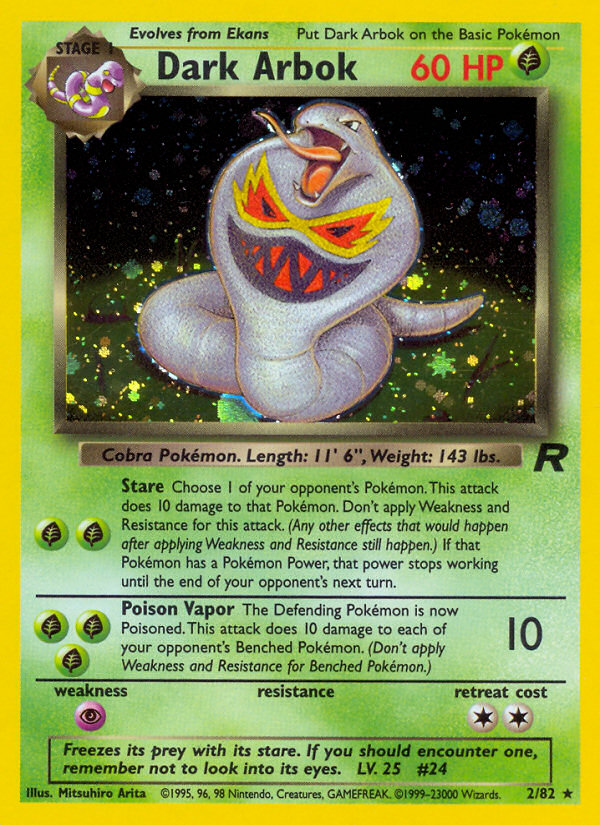 Evolves from Ekans Put Dark Arbok on the Basic Pokémon
STAGE 1
Dark Arbok 60 HP
Cobra Pokémon. Length: 11' 6", Weight: 143 lbs.
R
Stare Choose 1 of your opponent's Pokémon. This attack
does 10 damage to that Pokémon. Don't apply Weakness and
Resistance for this attack. (Any other effects that would happen
after applying Weakness and Resistance still happen.) If that
Pokémon has a Pokémon Power, that power stops working
until the end of your opponent's next turn.
Poison Vapor The Defending Pokémon is now
Poisoned. This attack does 10 damage to each of
your opponent's Benched Pokémon. (Don't apply
Weakness and Resistance for Benched Pokémon.)
10
weakness resistance retreat cost
Freezes its prey with its stare. If you should encounter one,
remember not to look into its eyes. LV. 25 #24
Illus. Mitsuhiro Arita ©1995, 96, 98 Nintendo, Creatures, GAMEFREAK. ©1999-23000 Wizards. 2/82 ★